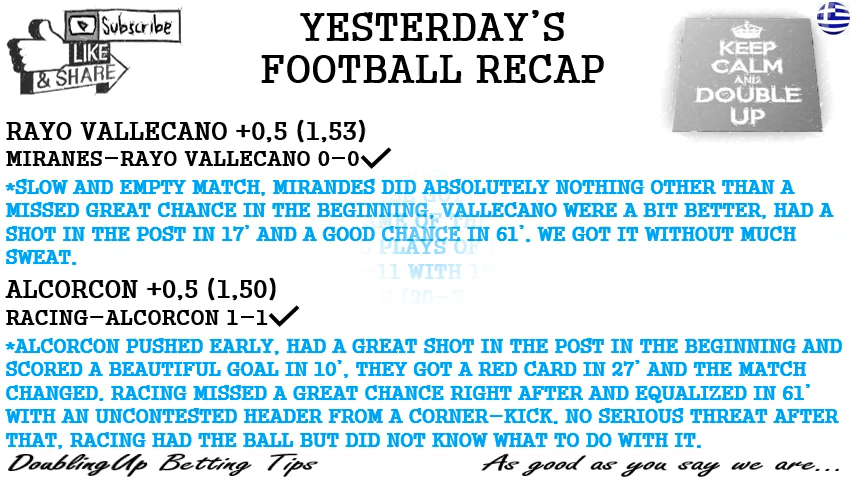 Subscribe
LIKE
& SHARE
YESTERDAY'S
FOOTBALL RECAP
KEEP
CALM
AND
DOUBLE
UP
RAYO VALLECANO +0,5 (1,53)
MIRANES-RAYO VALLECANO 0-0
*SLOW AND EMPTY MATCH, MIRANDES DID ABSOLUTELY NOTHING OTHER THAN A
MISSED GREAT CHANCE IN THE BEGINNING, VALLECANO WERE A BIT BETTER, HAD A
SHOT IN THE POST IN 17' AND A GOOD CHANCE IN 61'. WE GOT IT WITHOUT MUCH
SWEAT.
ALCORCON +0,5 (1,50)
RACING-ALCORCON 1-1
*ALCORCON PUSHED EARLY, HAD A GREAT SHOT IN THE POST IN THE BEGINNING AND
SCORED A BEAUTIFUL GOAL IN 10', THEY GOT A RED CARD IN 27' AND THE MATCH
CHANGED. RACING MISSED A GREAT CHANCE RIGHT AFTER AND EQUALIZED IN 61'
WITH AN UNCONTESTED HEADER FROM A CORNER-KICK. NO SERIOUS THREAT AFTER
THAT, RACING HAD THE BALL BUT DID NOT KNOW WHAT TO DO WITH IT.
DoublingUp Betting Tips
As good as you say we are...